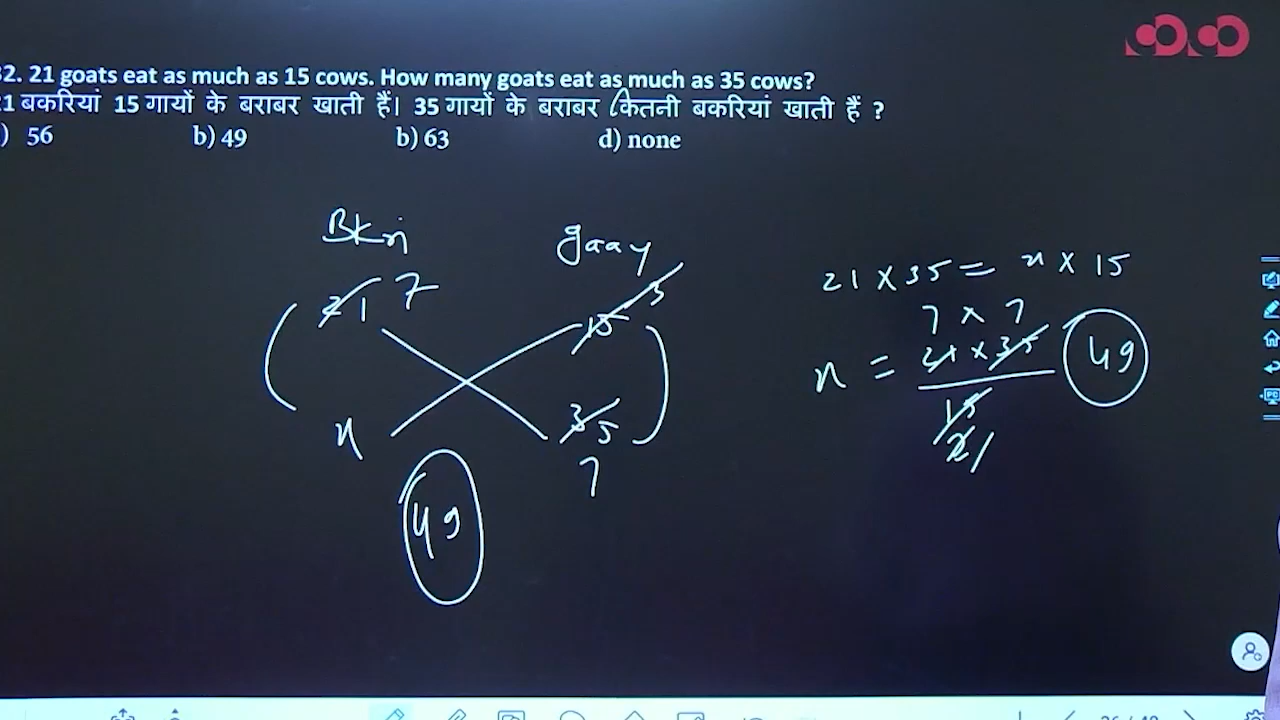 32. 21 goats eat as much as 15 cows. How many goats eat as much as 35 cows?
21 बकरियां 15 गायों के बराबर खाती हैं। 35 गायों के बराबर कितनी बकरियां खाती हैं ?
) 56 b) 49 b) 63 d) none
Bkri gaay
21 7 15 3
x 35
7
49
21 x 35 = x x 15
7 x 7
x = 21 x 35 49
15